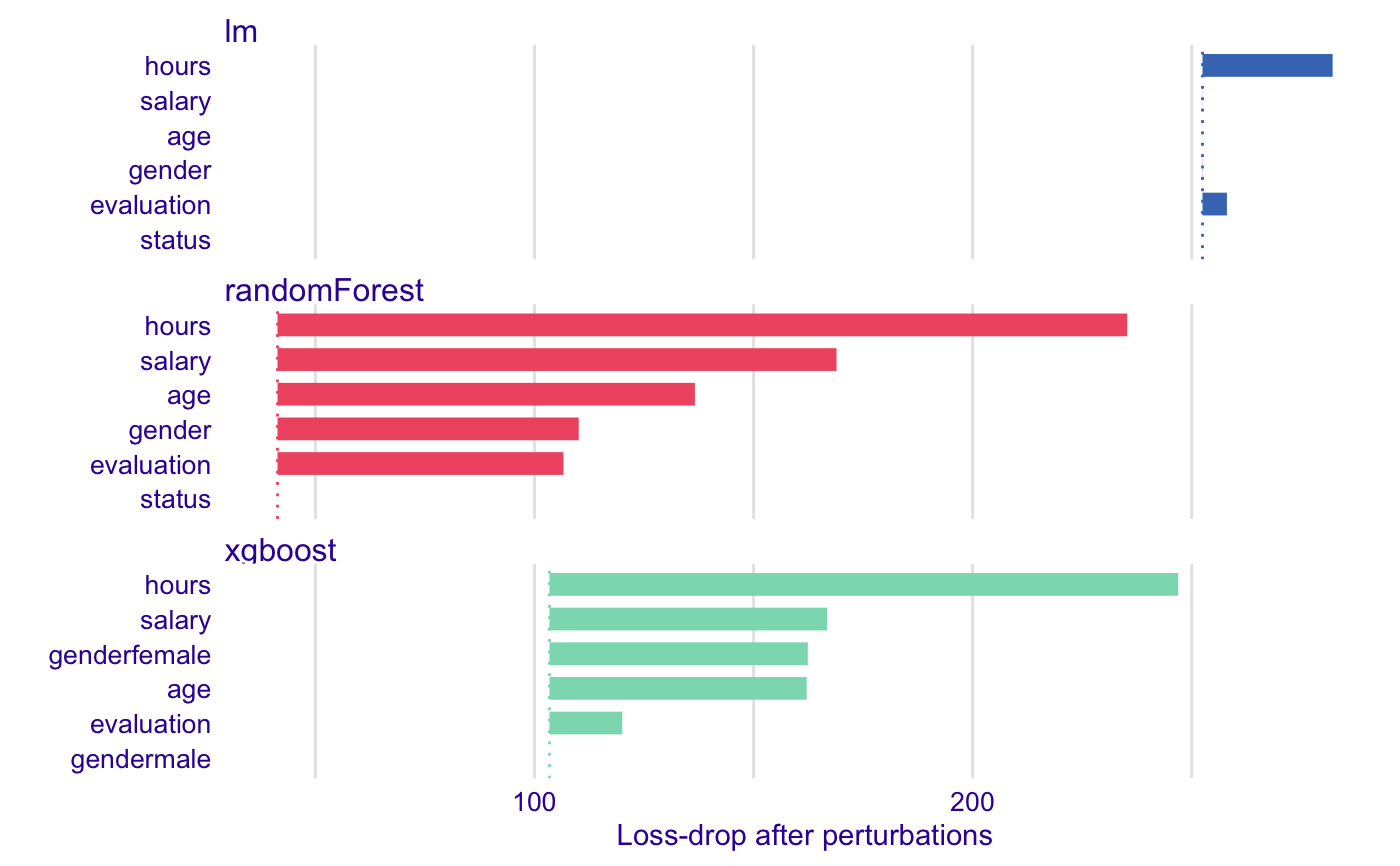 lm
hours
salary
age
gender
evaluation
status
randomForest
hours
salary
age
gender
evaluation
status
xgboost
hours
salary
genderfemale
age
evaluation
gendermale
100 200
Loss-drop after perturbations